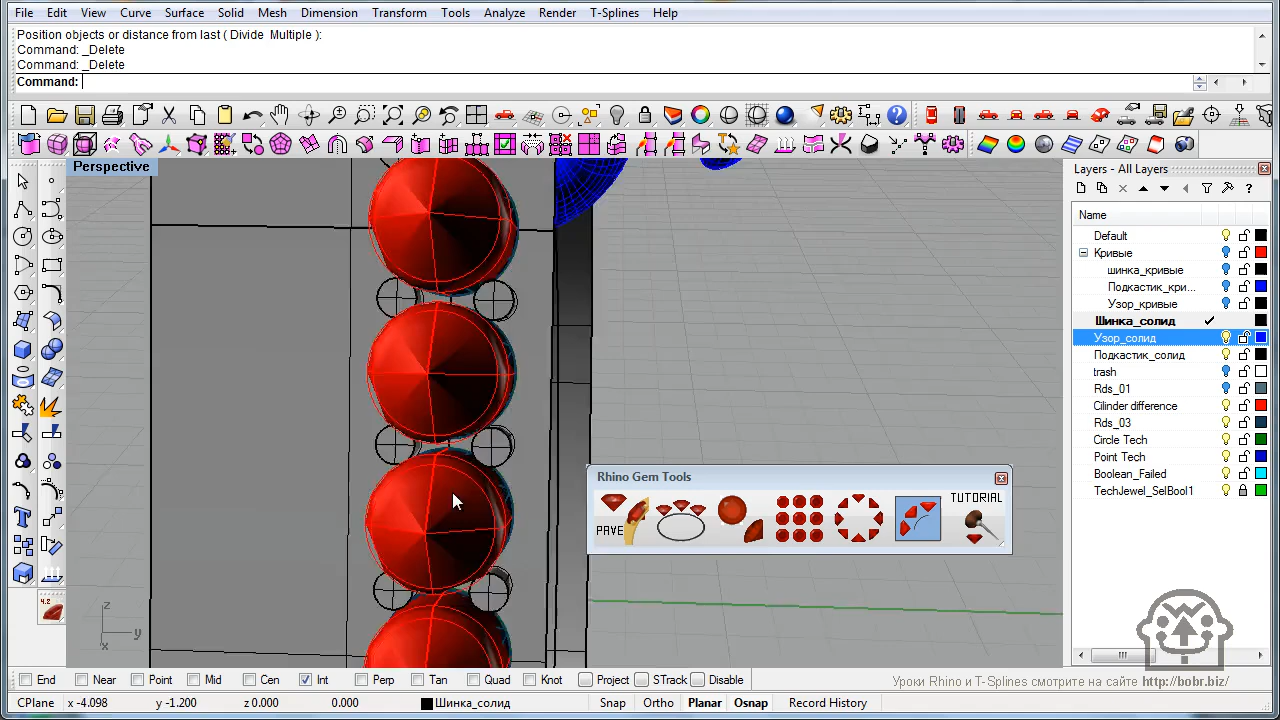 File Edit View Curve Surface Solid Mesh Dimension Transform Tools Analyze Render T-Splines Help
Position objects or distance from last ( Divide Multiple ):
Command: _Delete
Command: _Delete
Command:
Perspective
Layers - All Layers
Name
Default
Кривые
шинка_кривые
Подкастик_кри...
Узор_кривые
Шинка_солид
Узор_солид
Подкастик_солид
trash
Rds_01
Cilinder difference
Rds_03
Circle Tech
Point Tech
Boolean_Failed
TechJewel_SelBool1
Rhino Gem Tools
PAVE
TUTORIAL
4.2
z
y
x
End Near Point Mid Cen Int Perp Tan Quad Knot Project STrack Disable
Уроки Rhino и T-Splines смотрите на сайте http://bobr.biz/
CPlane x -4.098 y -1.200 z 0.000 0.000 Шинка_солид Snap Ortho Planar Osnap Record History